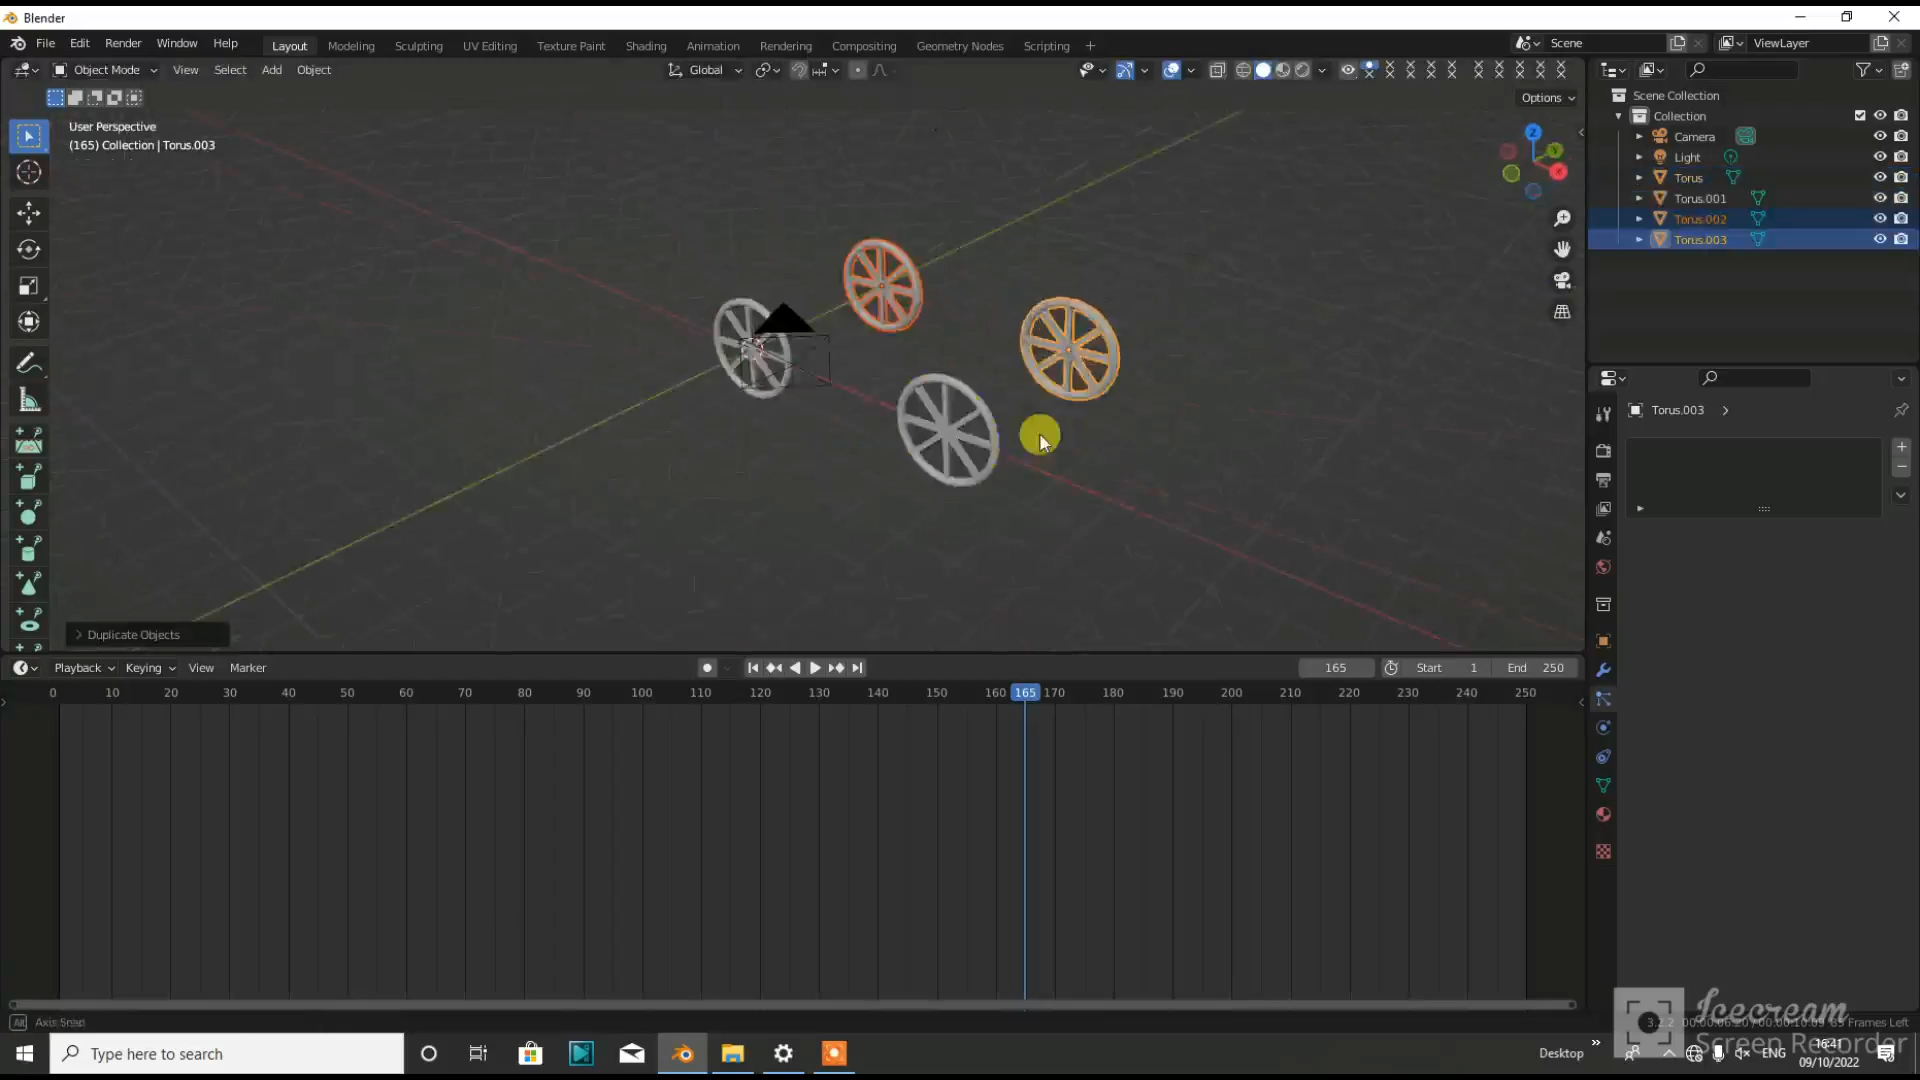 Blender
File Edit Render Window Help Layout Modeling Sculpting UV Editing Texture Paint Shading Animation Rendering Compositing Geometry Nodes Scripting + Scene ViewLayer
Object Mode View Select Add Object Global
Options
User Perspective
(165) Collection | Torus.003
Scene Collection
Collection
Camera
Light
Torus
Torus.001
Torus.002
Torus.003
Z
Y
X
Torus.003
Duplicate Objects
Playback Keying View Marker 165 Start 1 End 250
0 10 20 30 40 50 60 70 80 90 100 110 120 130 140 150 160 165 170 180 190 200 210 220 230 240 250
Alt Axis Snap
Icecream
Screen Recorder
Type here to search
Desktop
ENG
16:41
09/10/2022